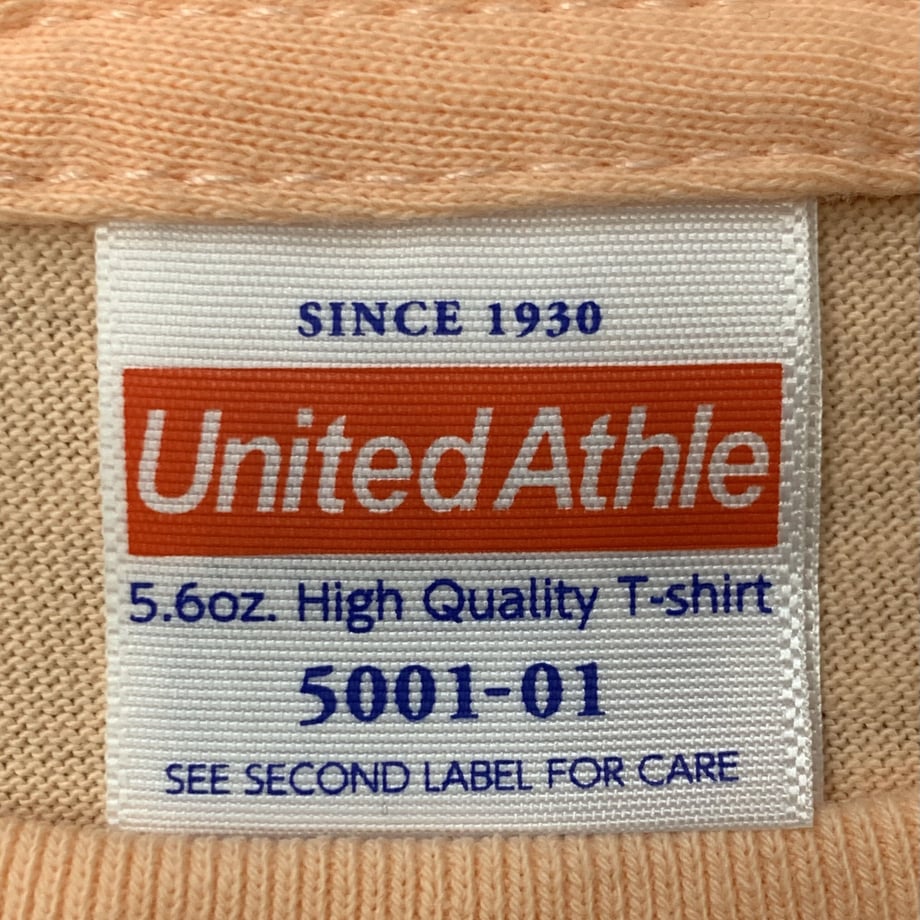 SINCE 1930
United Athle
5.6oz. High Quality T-shirt
5001-01
SEE SECOND LABEL FOR CARE